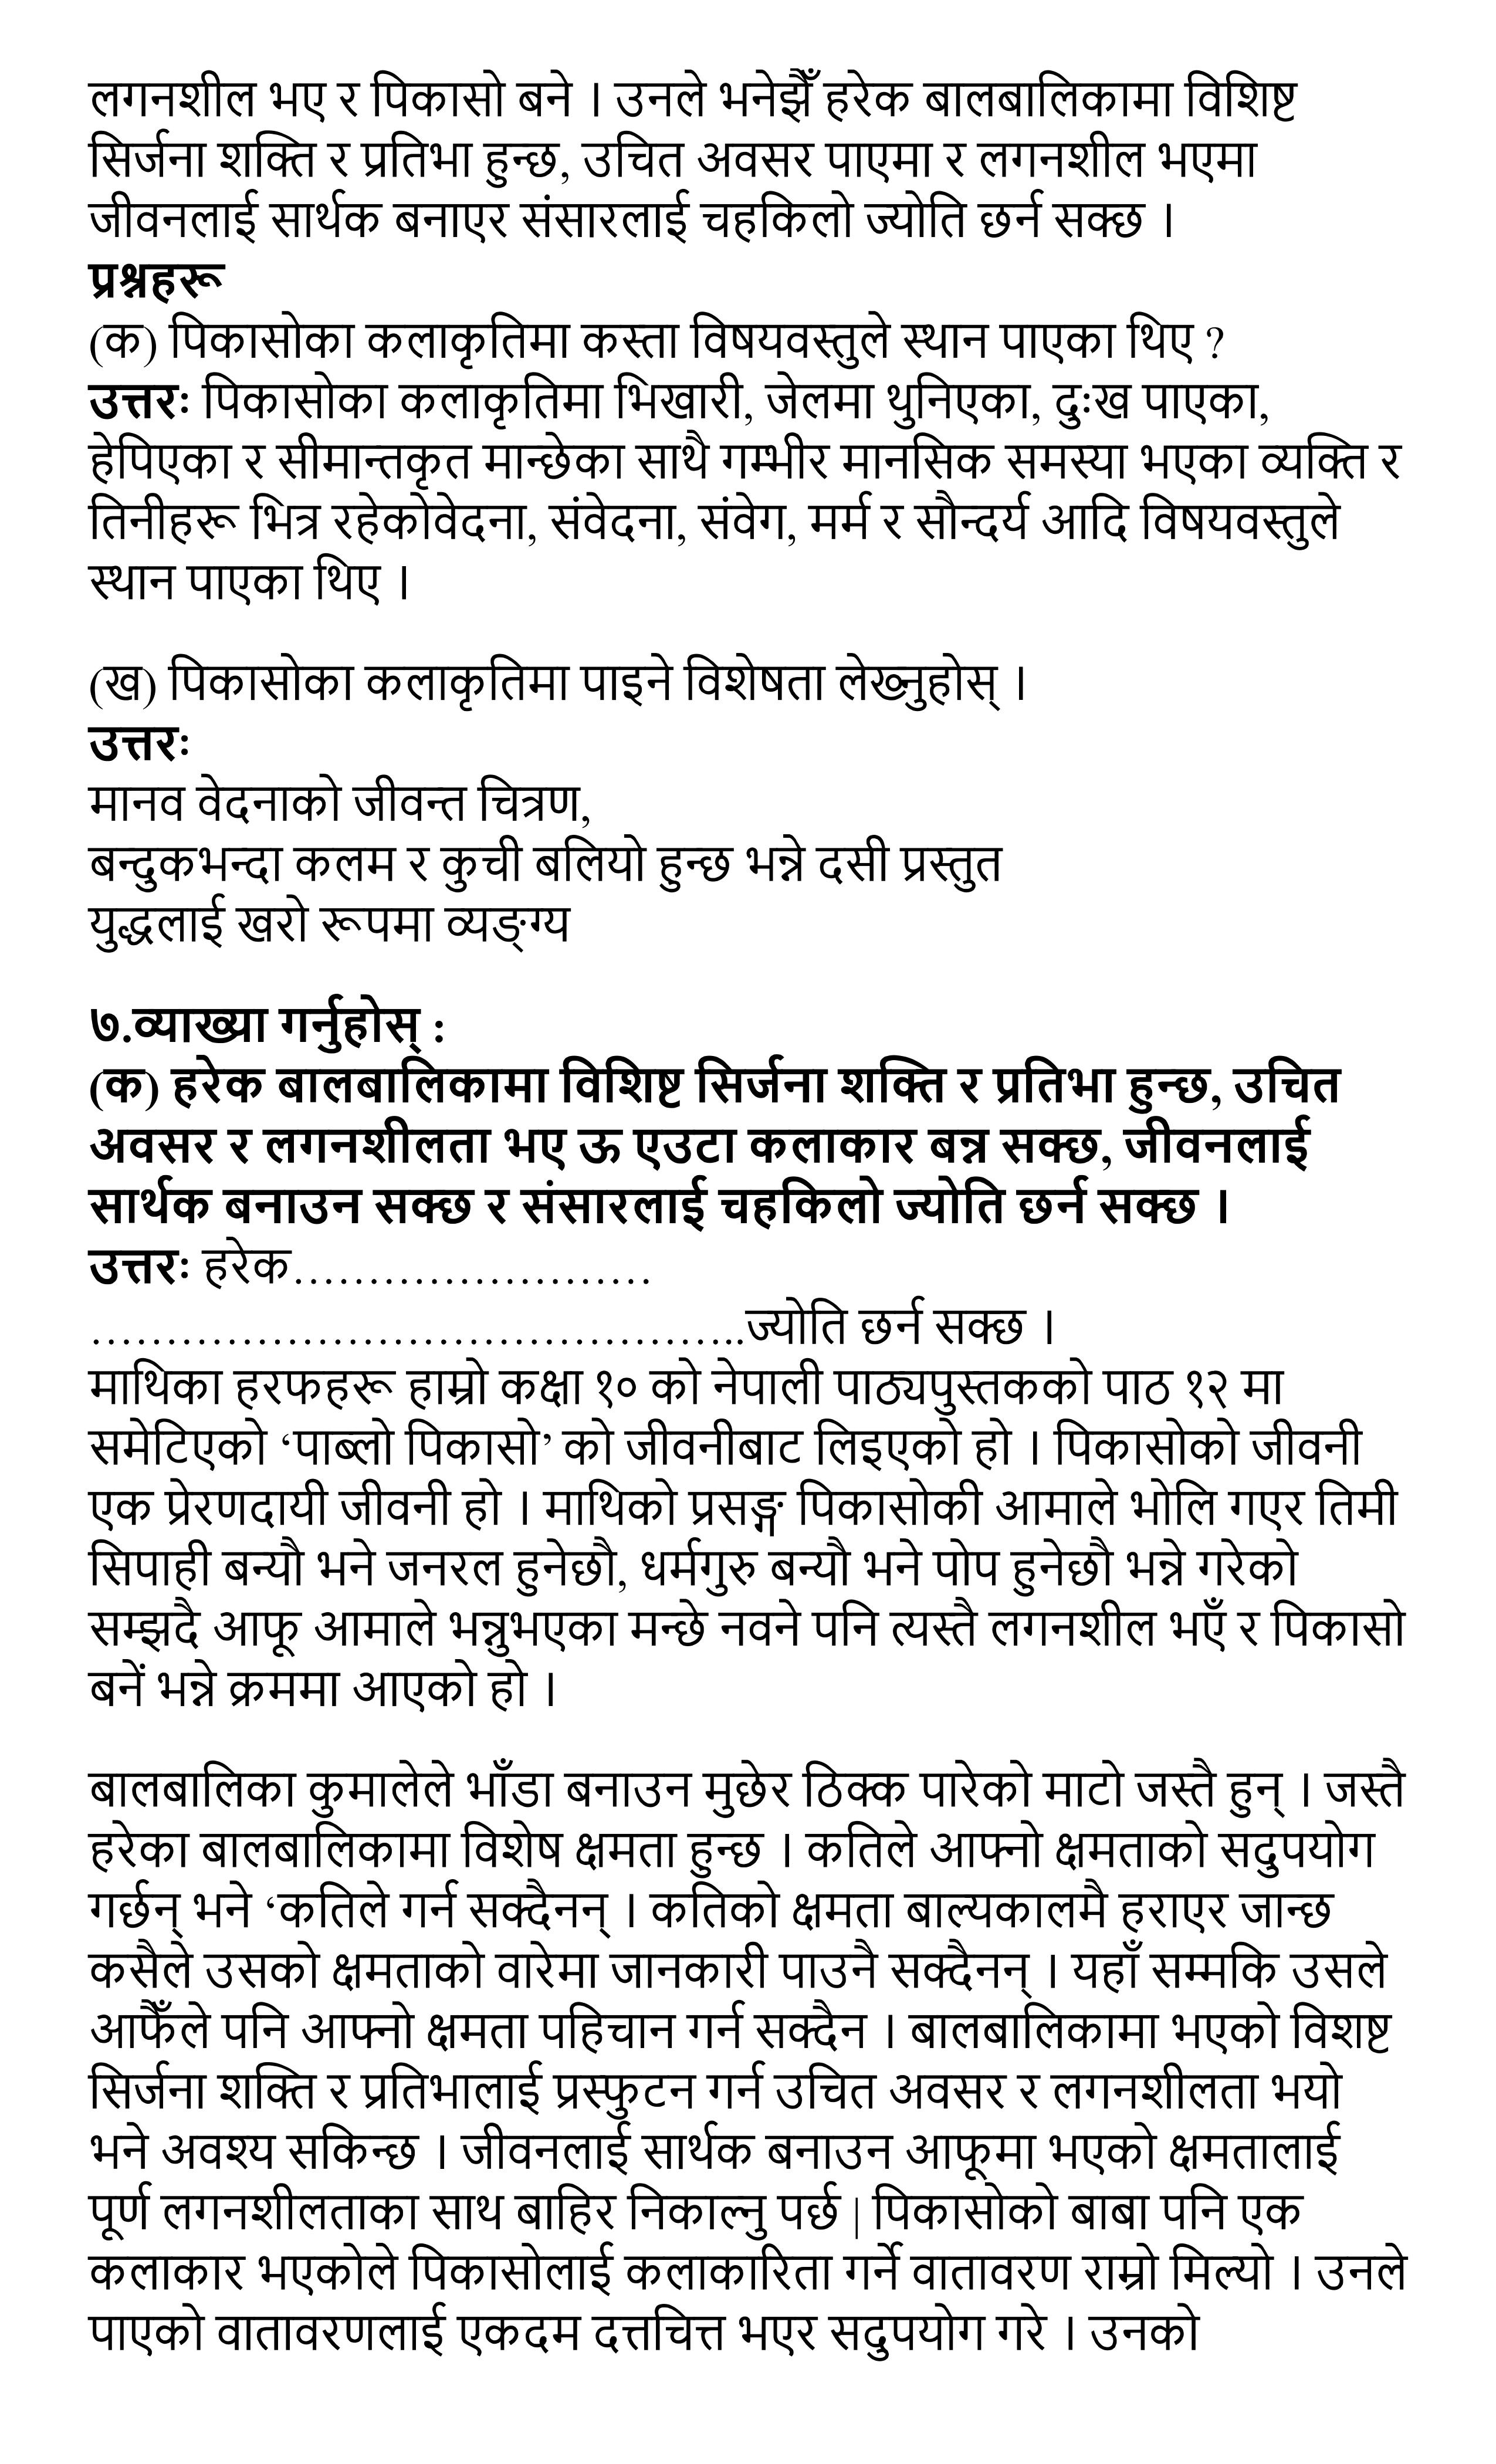 लगनशील भए र पिकासो बने । उनले भनेझैँ हरेक बालबालिकामा विशिष्ट
सिर्जना शक्ति र प्रतिभा हुन्छ, उचित अवसर पाएमा र लगनशील भएमा
जीवनलाई सार्थक बनाएर संसारलाई चहकिलो ज्योति छर्न सक्छ ।
प्रश्नहरू
(क) पिकासोका कलाकृतिमा कस्ता विषयवस्तुले स्थान पाएका थिए ?
उत्तरः पिकासोका कलाकृतिमा भिखारी, जेलमा थुनिएका, दुःख पाएका,
हेपिएका र सीमान्तकृत मान्छेका साथै गम्भीर मानसिक समस्या भएका व्यक्ति र
तिनीहरू भित्र रहेकोवेदना, संवेदना, संवेग, मर्म र सौन्दर्य आदि विषयवस्तुले
स्थान पाएका थिए ।
(ख) पिकासोका कलाकृतिमा पाइने विशेषता लेख्नुहोस् ।
उत्तरः
मानव वेदनाको जीवन्त चित्रण,
बन्दुकभन्दा कलम र कुची बलियो हुन्छ भन्ने दसी प्रस्तुत
युद्धलाई खरो रूपमा व्यङ्ग्य
७.व्याख्या गर्नुहोस् :
(क) हरेक बालबालिकामा विशिष्ट सिर्जना शक्ति र प्रतिभा हुन्छ, उचित
अवसर र लगनशीलता भए ऊ एउटा कलाकार बन्न सक्छ, जीवनलाई
सार्थक बनाउन सक्छ र संसारलाई चहकिलो ज्योति छर्न सक्छ ।
उत्तरः हरेक……………………
………………………………………..ज्योति छर्न सक्छ ।
माथिका हरफहरू हाम्रो कक्षा १० को नेपाली पाठ्यपुस्तकको पाठ १२ मा
समेटिएको ‘पाब्लो पिकासो’ को जीवनीबाट लिइएको हो । पिकासोको जीवनी
एक प्रेरणदायी जीवनी हो । माथिको प्रसङ्ग पिकासोकी आमाले भोलि गएर तिमी
सिपाही बन्यौ भने जनरल हुनेछौ, धर्मगुरु बन्यौ भने पोप हुनेछौ भन्ने गरेको
सम्झदै आफू आमाले भन्नुभएका मन्छे नवने पनि त्यस्तै लगनशील भएँ र पिकासो
बनें भन्ने क्रममा आएको हो ।
बालबालिका कुमालेले भाँडा बनाउन मुछेर ठिक्क पारेको माटो जस्तै हुन् । जस्तै
हरेका बालबालिकामा विशेष क्षमता हुन्छ । कतिले आफ्नो क्षमताको सदुपयोग
गर्छन् भने ‘कतिले गर्न सक्दैनन् । कतिको क्षमता बाल्यकालमै हराएर जान्छ
कसैले उसको क्षमताको वारेमा जानकारी पाउनै सक्दैनन् । यहाँ सम्मकि उसले
आफैँले पनि आफ्नो क्षमता पहिचान गर्न सक्दैन । बालबालिकामा भएको विशष्ट
सिर्जना शक्ति र प्रतिभालाई प्रस्फुटन गर्न उचित अवसर र लगनशीलता भयो
भने अवश्य सकिन्छ । जीवनलाई सार्थक बनाउन आफूमा भएको क्षमतालाई
पूर्ण लगनशीलताका साथ बाहिर निकाल्नु पर्छ | पिकासोको बाबा पनि एक
कलाकार भएकोले पिकासोलाई कलाकारिता गर्ने वातावरण राम्रो मिल्यो । उनले
पाएको वातावरणलाई एकदम दत्तचित्त भएर सदुपयोग गरे । उनको